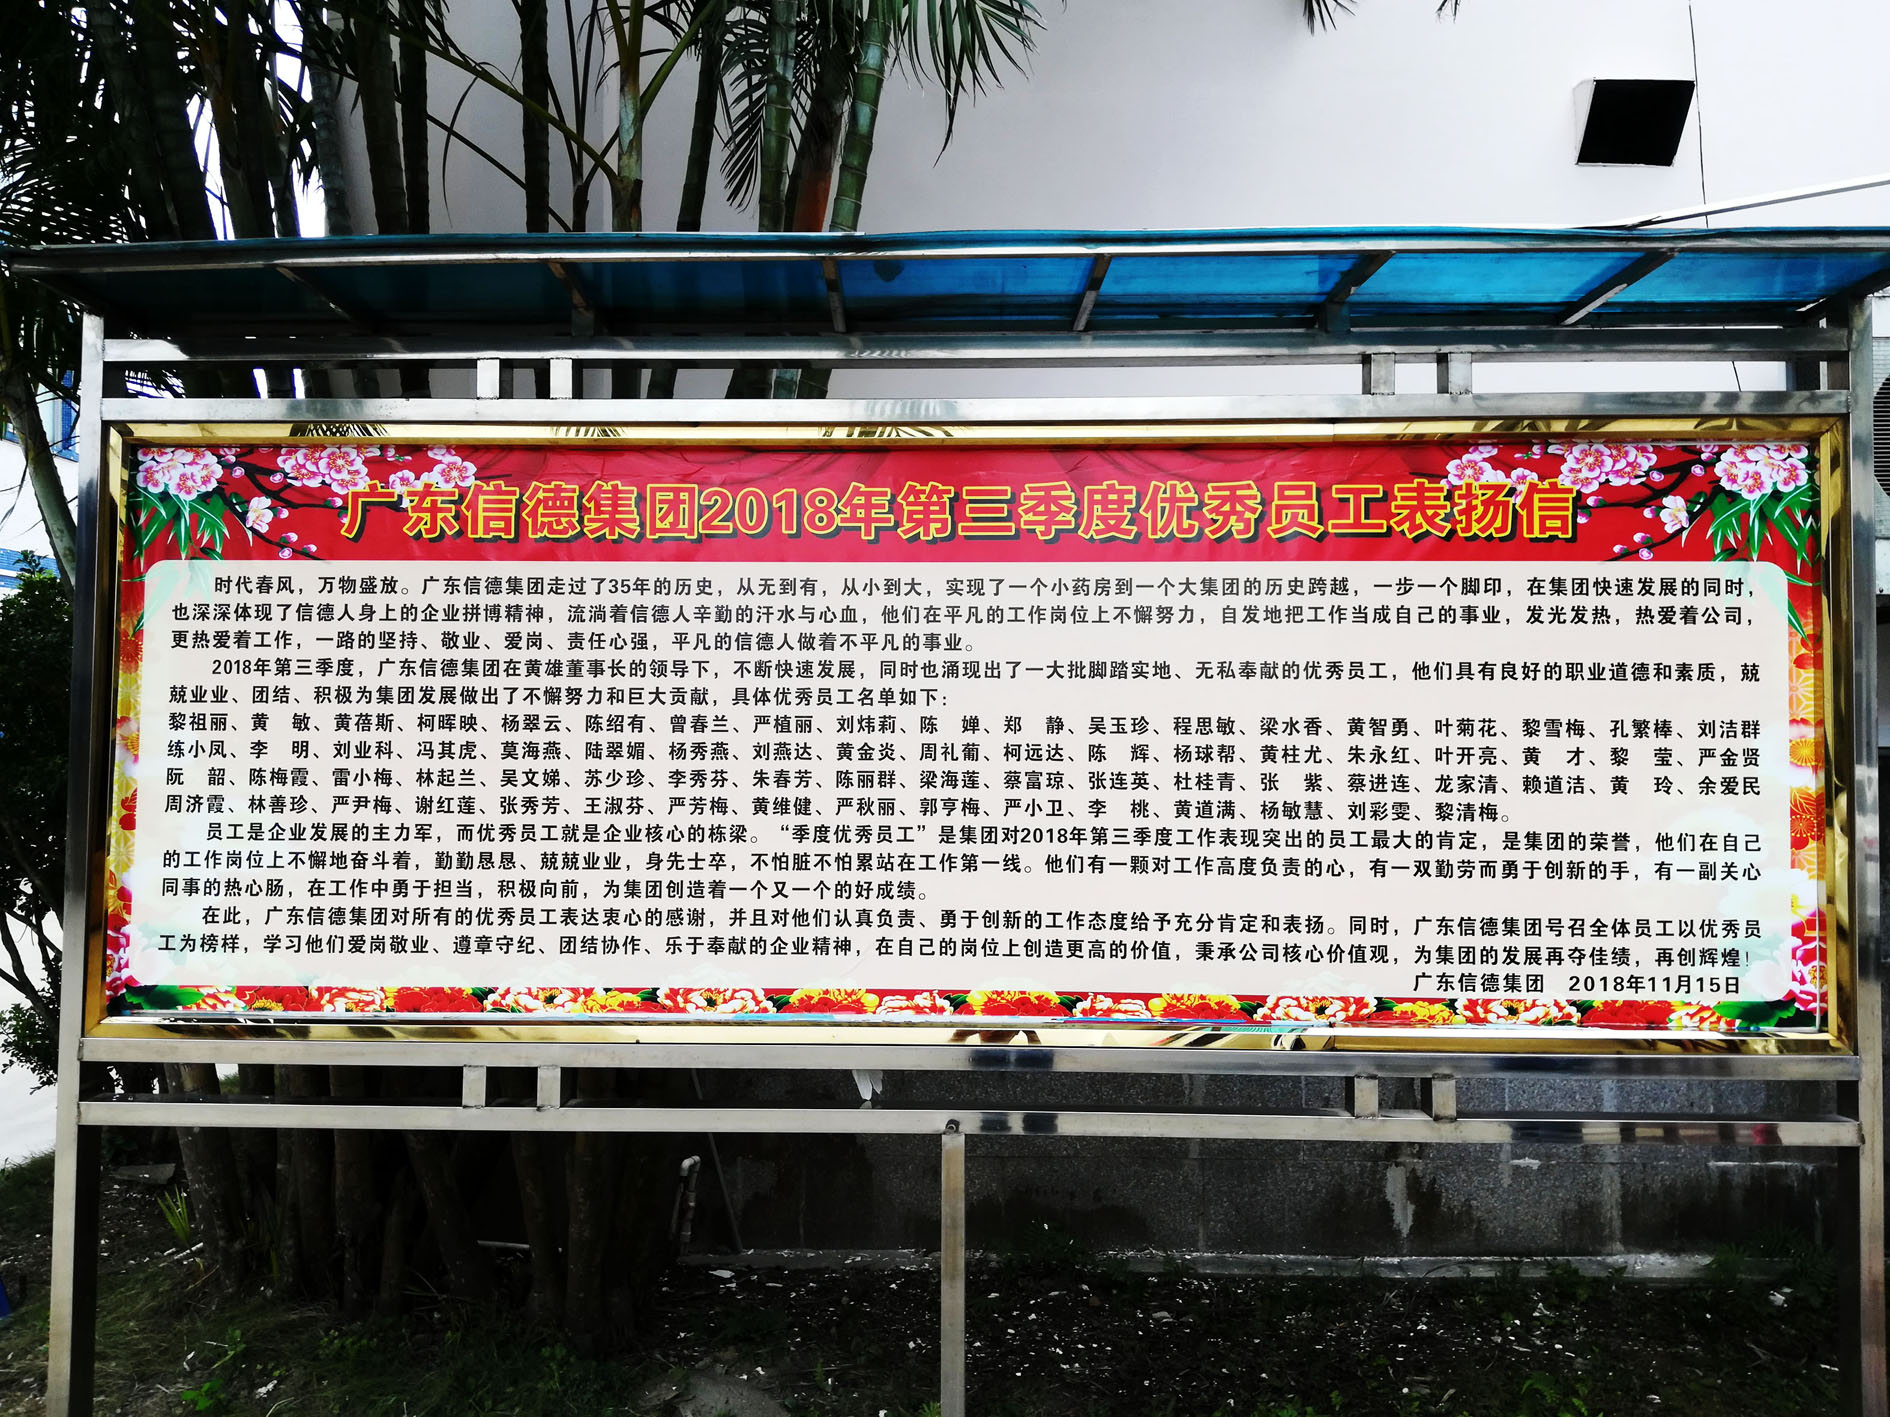 广东信德集团2018年第三季度优秀员工表扬信
时代春风，万物盛放。广东信德集团走过了35年的历史，从无到有，从小到大，实现了一个小药房到一个大集团的历史跨越，一步一个脚印，在集团快速发展的同时，
也深深体现了信德人身上的企业拼搏精神，流淌着信德人辛勤的汗水与心血，他们在平凡的工作岗位上不懈努力，自发地把工作当成自己的事业，发光发热，热爱着公司，
更热爱着工作，一路的坚持、敬业、爱岗、责任心强，平凡的信德人做着不平凡的事业。
2018年第三季度，广东信德集团在黄雄董事长的领导下，不断快速发展，同时也涌现出了一大批脚踏实地、无私奉献的优秀员工，他们具有良好的职业道德和素质，兢
兢业业、团结、积极为集团发展做出了不懈努力和巨大贡献，具体优秀员工名单如下：
黎祖丽、黄　敏、黄蓓斯、柯晖映、杨翠云、陈绍有、曾春兰、严植丽、刘炜莉、陈　婵、郑　静、吴玉珍、程思敏、梁水香、黄智勇、叶菊花、黎雪梅、孔繁棒、刘洁群
练小凤、李　明、刘业科、冯其虎、莫海燕、陆翠媚、杨秀燕、刘燕达、黄金炎、周礼葡、柯远达、陈　辉、杨球帮、黄柱尤、朱永红、叶开亮、黄　才、黎　莹、严金贤
阮　韶、陈梅霞、雷小梅、林起兰、吴文娣、苏少珍、李秀芬、朱春芳、陈丽群、梁海莲、蔡富琼、张连英、杜桂青、张　紫、蔡进连、龙家清、赖道洁、黄　玲、余爱民
周济霞、林善珍、严尹梅、谢红莲、张秀芳、王淑芬、严芳梅、黄维健、严秋丽、郭亨梅、严小卫、李　桃、黄道满、杨敏慧、刘彩雯、黎清梅。
员工是企业发展的主力军，而优秀员工就是企业核心的栋梁。“季度优秀员工”是集团对2018年第三季度工作表现突出的员工最大的肯定，是集团的荣誉，他们在自己
的工作岗位上不懈地奋斗着，勤勤恳恳、兢兢业业，身先士卒，不怕脏不怕累站在工作第一线。他们有一颗对工作高度负责的心，有一双勤劳而勇于创新的手，有一副关心
同事的热心肠，在工作中勇于担当，积极向前，为集团创造着一个又一个的好成绩。
在此，广东信德集团对所有的优秀员工表达衷心的感谢，并且对他们认真负责、勇于创新的工作态度给予充分肯定和表扬。同时，广东信德集团号召全体员工以优秀员
工为榜样，学习他们爱岗敬业、遵章守纪、团结协作、乐于奉献的企业精神，在自己的岗位上创造更高的价值，秉承公司核心价值观，为集团的发展再夺佳绩，再创辉煌！
广东信德集团　2018年11月15日